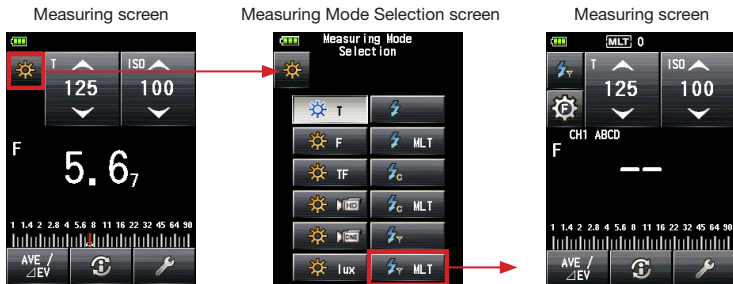 Measuring screen
T
ISO
125
100
F
5.6 7
1 1.4 2 2.8 4 5.6 8 11 16 22 32 45 64 90
AVE /
⊿EV
Measuring Mode Selection screen
Measuring Mode
Selection
T
F
MLT
TF
C
HD
C MLT
CINE
lux
MLT
Measuring screen
MLT 0
T
ISO
125
100
F
CH1 ABCD
F
--
1 1.4 2 2.8 4 5.6 8 11 16 22 32 45 64 90
AVE /
⊿EV